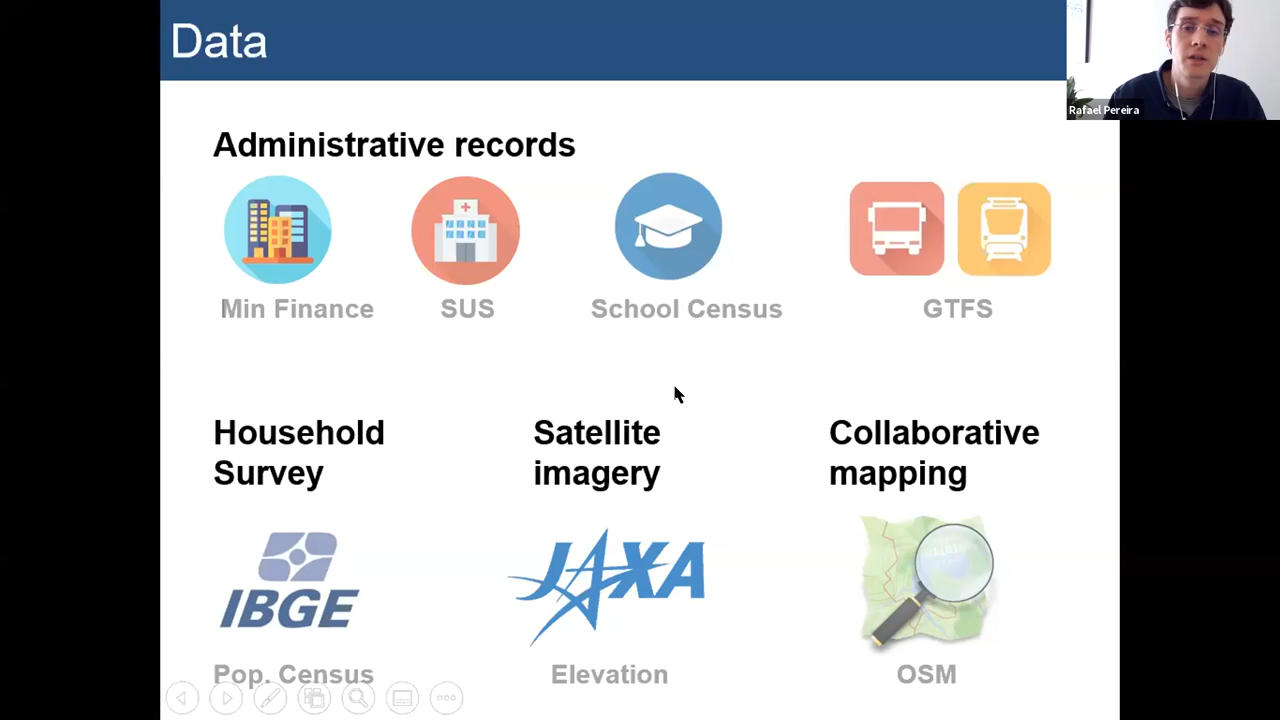 Data
Rafael Pereira
Administrative records
Min Finance
SUS
School Census
GTFS
Household
Survey
Satellite
imagery
Collaborative
mapping
IBGE
JAXA
Pop. Census
Elevation
OSM